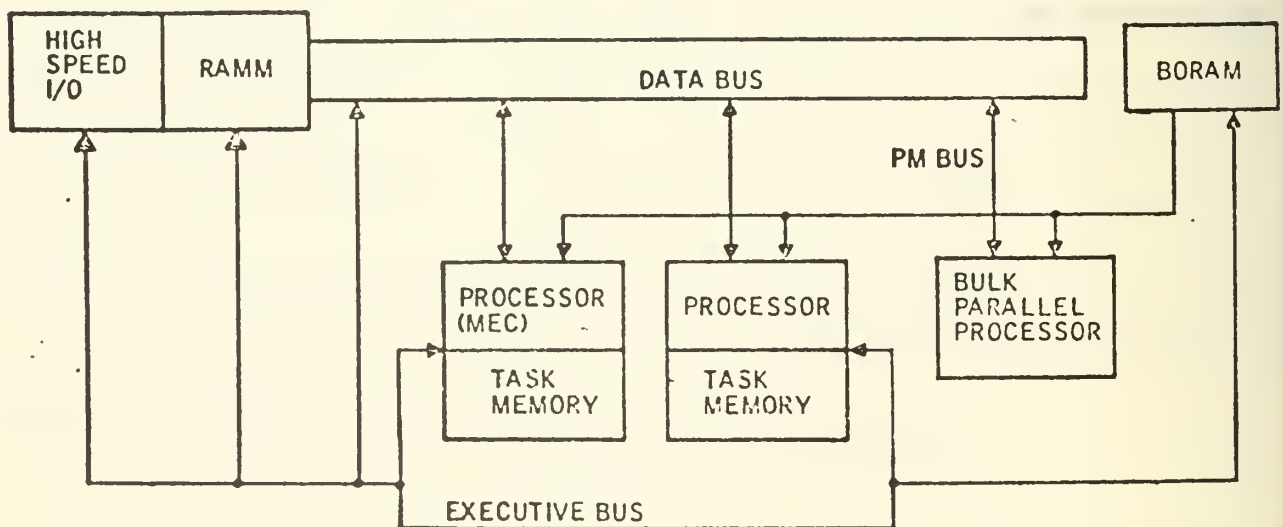 HIGH
SPEED
I/O
RAMM
DATA BUS
BORAM
PM BUS
PROCESSOR
(MEC)
TASK
MEMORY
PROCESSOR
TASK
MEMORY
BULK
PARALLEL
PROCESSOR
EXECUTIVE BUS